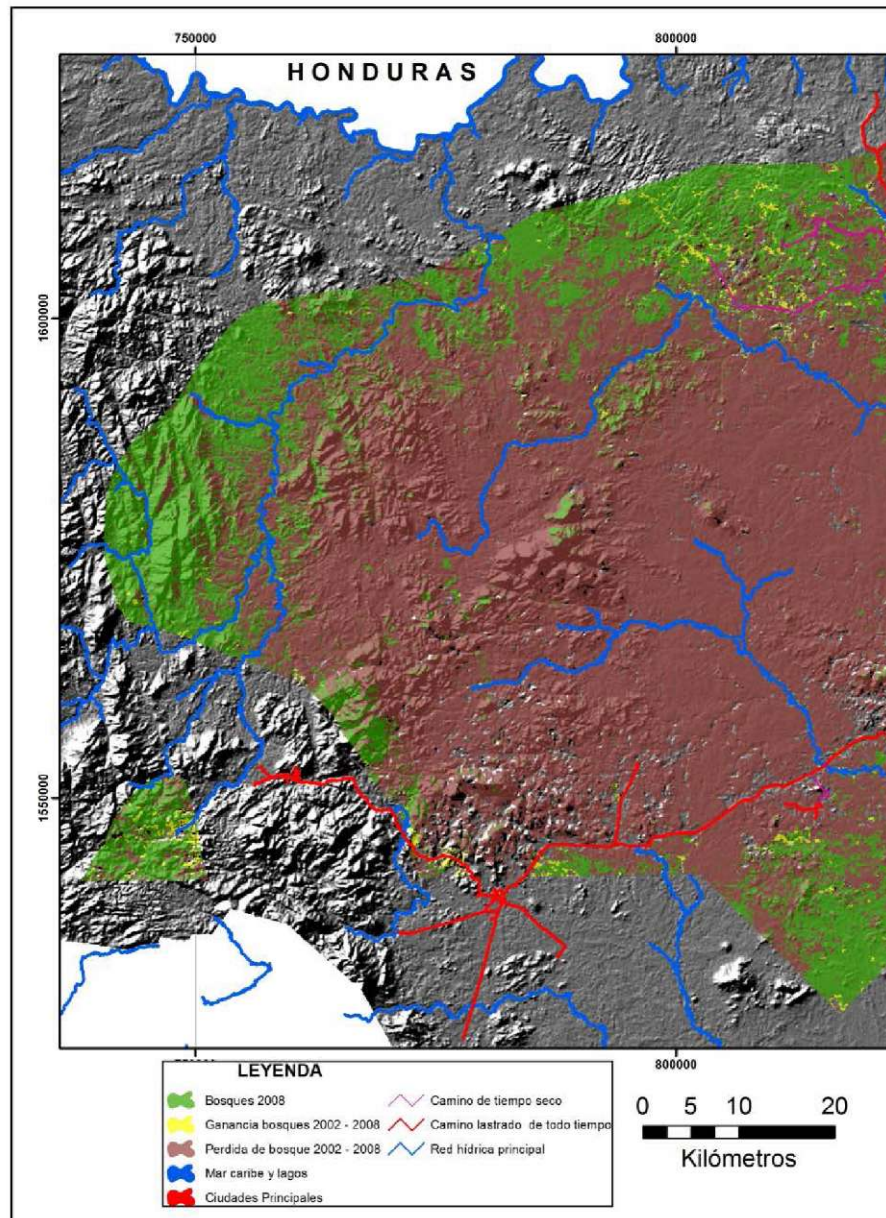 750000
800000
HONDURAS
1600000
1550000
750000
800000
LEYENDA
Bosques 2008
Ganancia bosques 2002 - 2008
Perdida de bosque 2002 - 2008
Mar caribe y lagos
Ciudades Principales
Camino de tiempo seco
Camino lastrado de todo tiempo
Red hídrica principal
0 5 10 20
Kilómetros